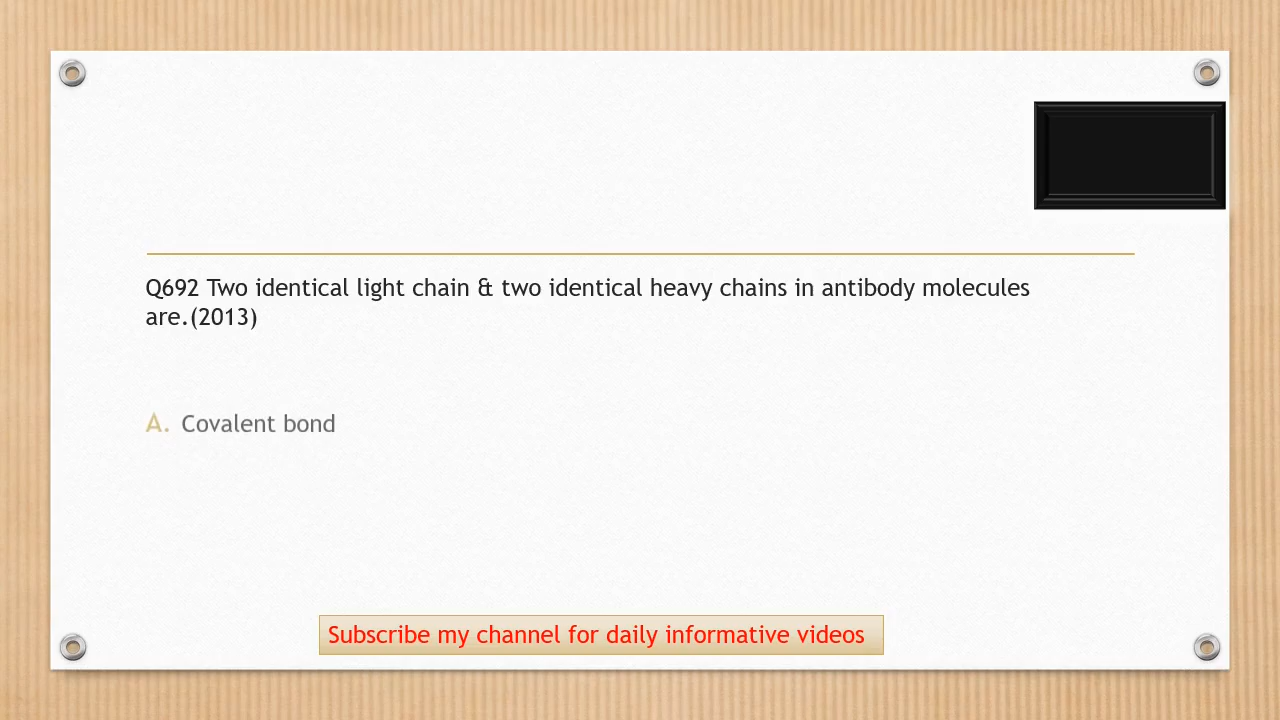 Q692 Two identical light chain & two identical heavy chains in antibody molecules
are.(2013)
A. Covalent bond
Subscribe my channel for daily informative videos